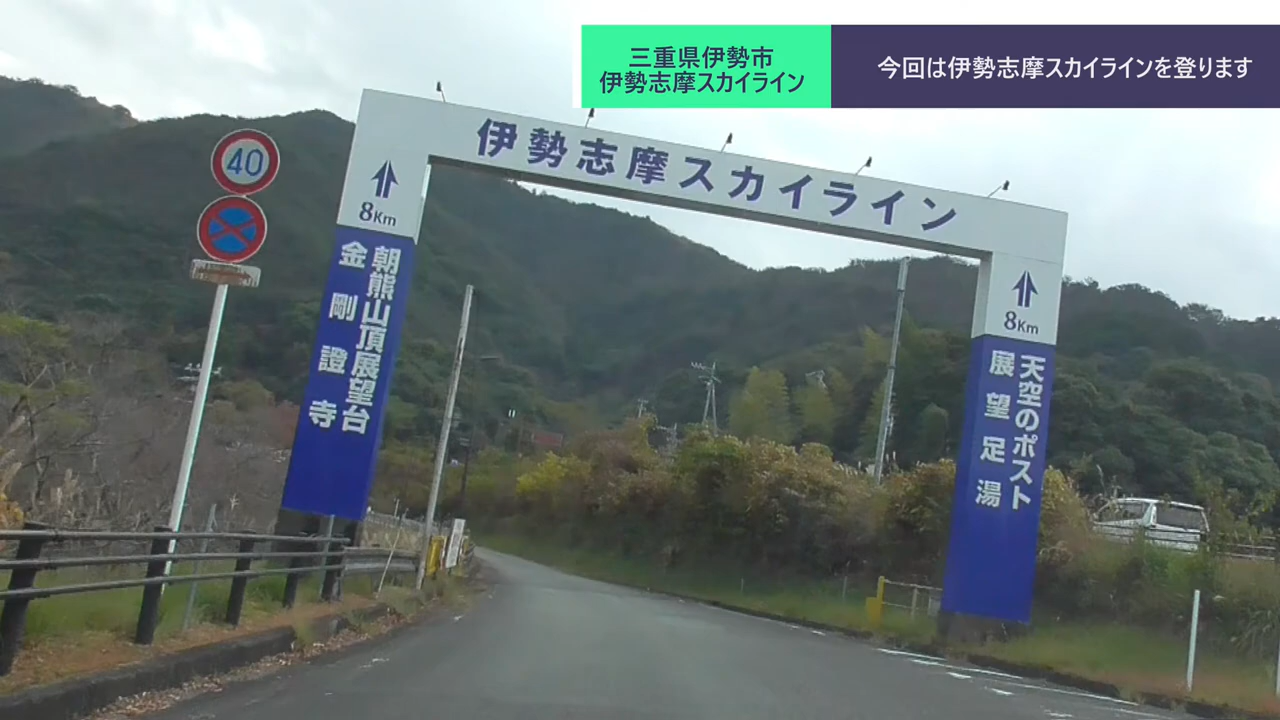 三重県伊勢市
伊勢志摩スカイライン
今回は伊勢志摩スカイラインを登ります
伊勢志摩スカイライン
40
8Km
朝熊山頂展望台
金剛證寺
8Km
天空のポスト
展望足湯